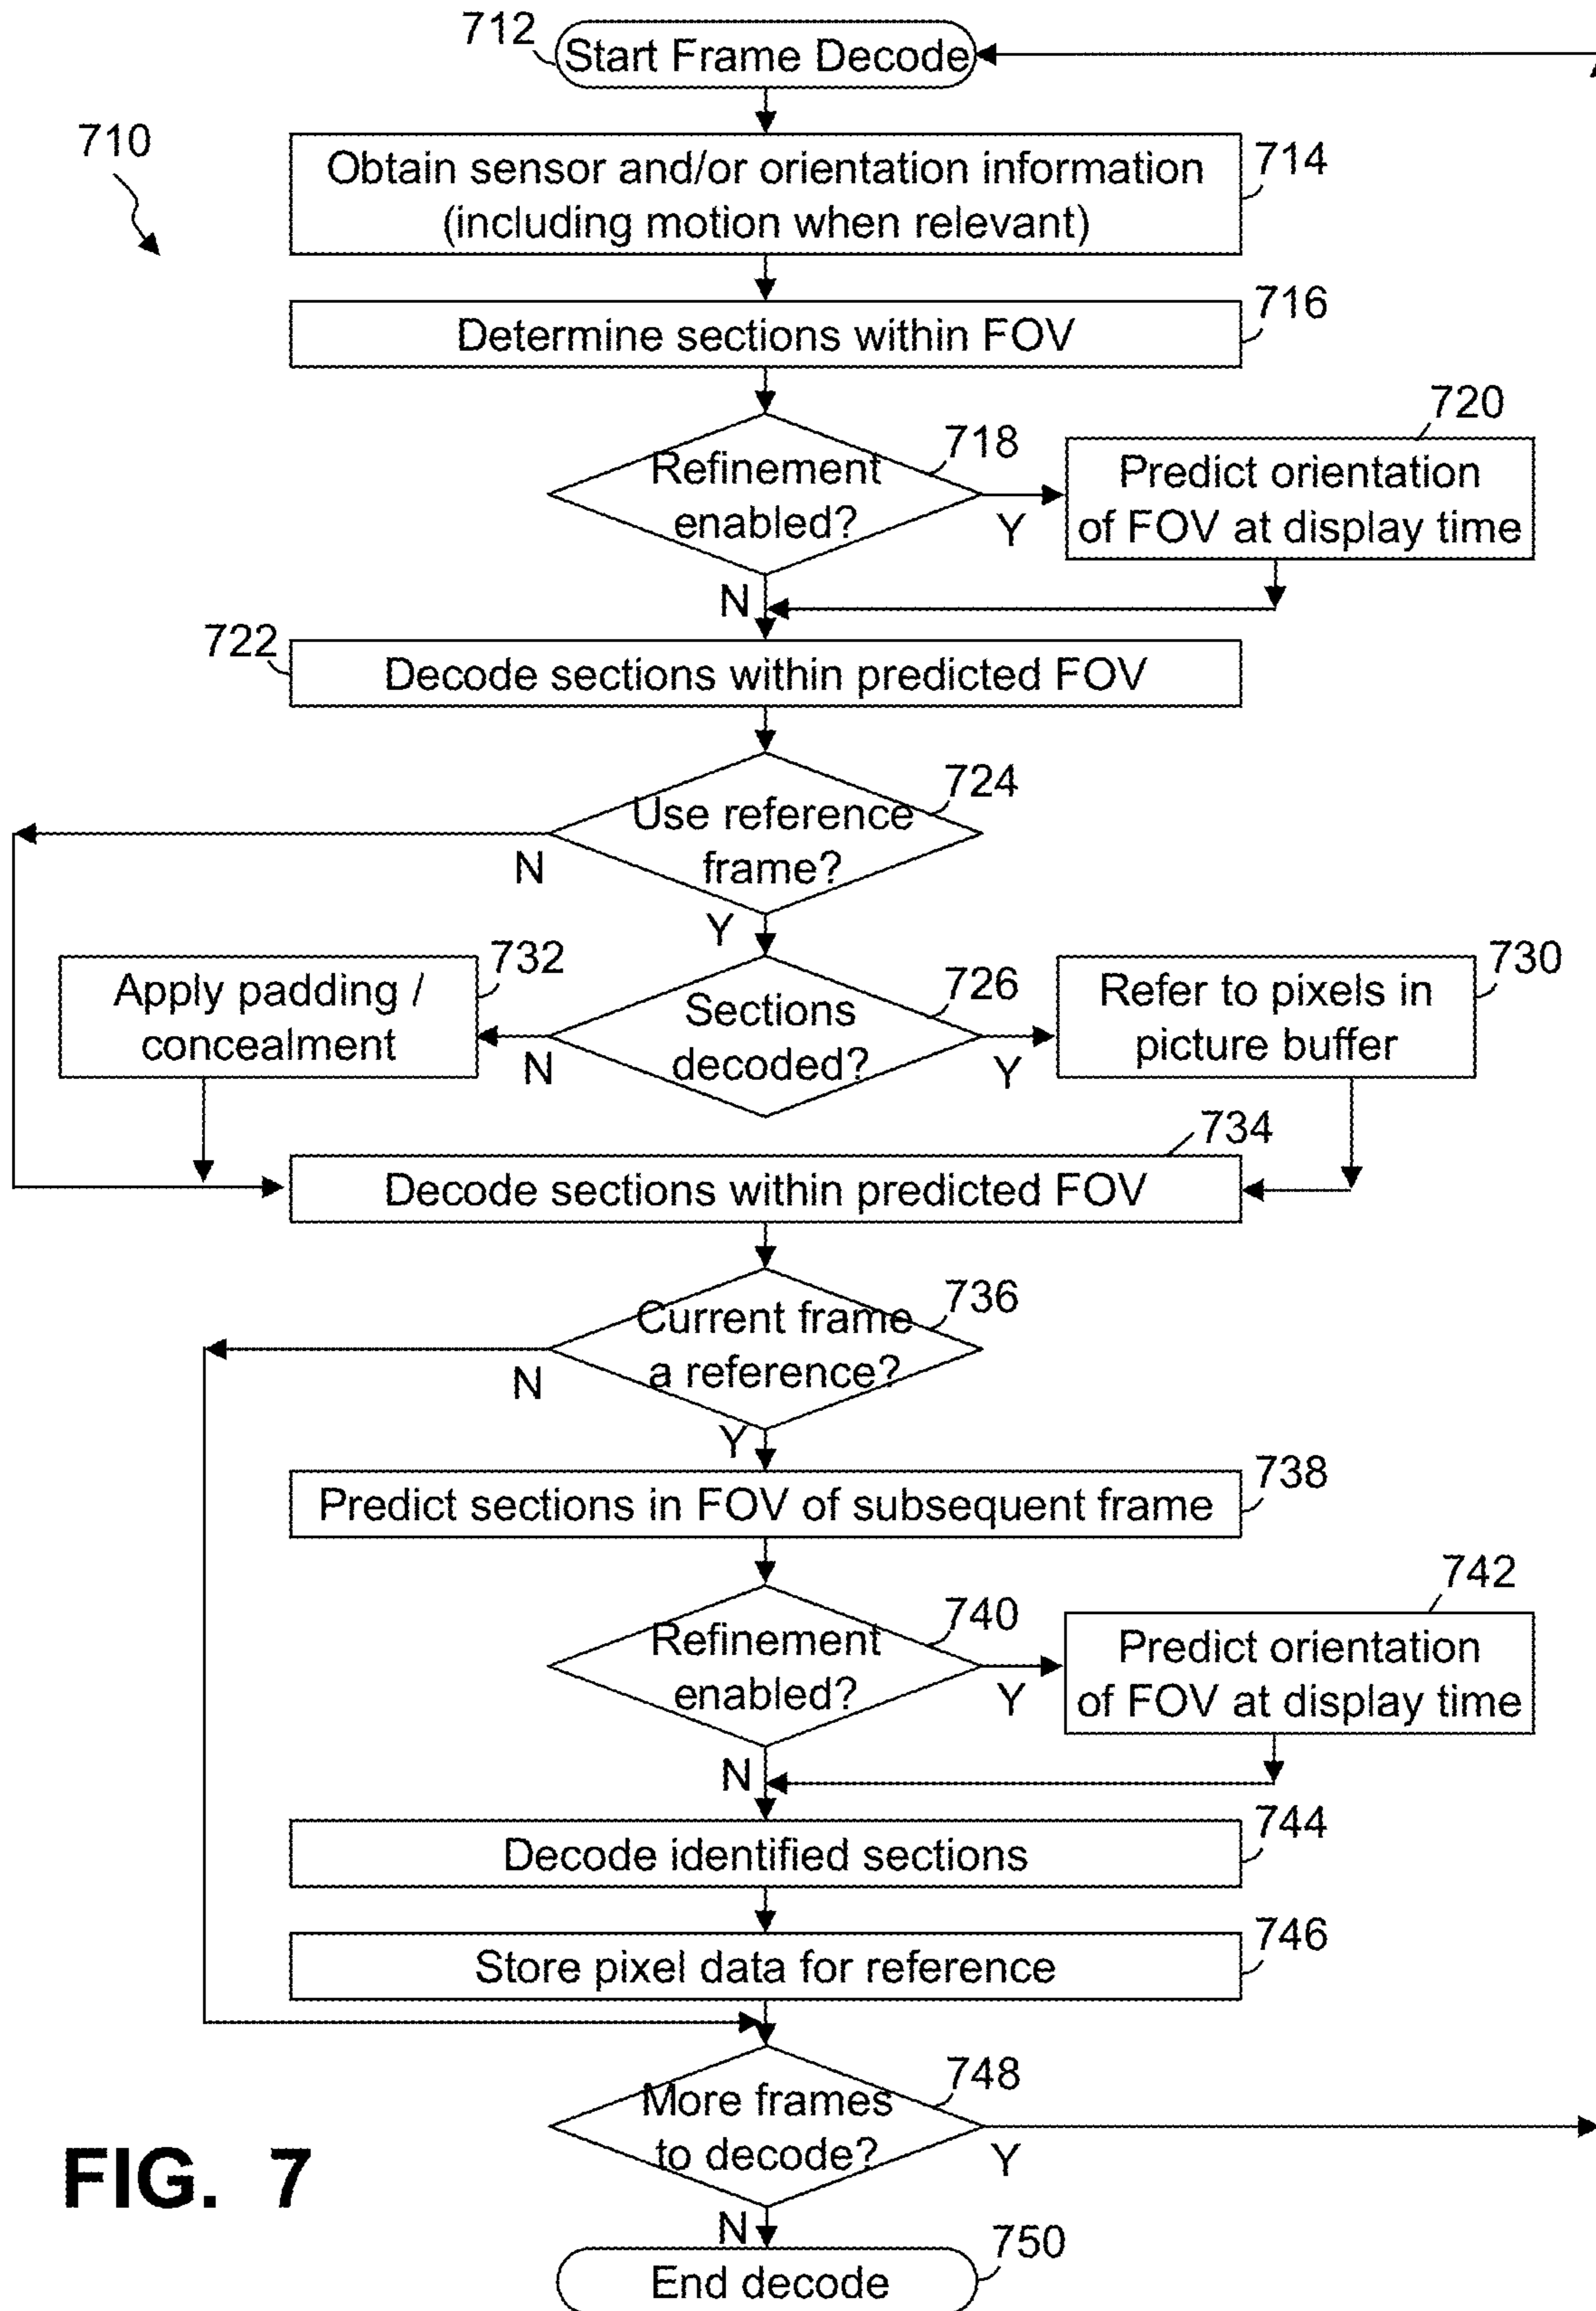 712
Start Frame Decode
710
Obtain sensor and/or orientation information
(including motion when relevant)
714
Determine sections within FOV
716
Refinement
enabled?
718
Y
N
720
Predict orientation
of FOV at display time
722
Decode sections within predicted FOV
Use reference
frame?
724
N
Y
732
Apply padding /
concealment
Sections
decoded?
726
N
Y
730
Refer to pixels in
picture buffer
734
Decode sections within predicted FOV
Current frame
a reference?
736
N
Y
Predict sections in FOV of subsequent frame
738
Refinement
enabled?
740
Y
N
742
Predict orientation
of FOV at display time
Decode identified sections
744
Store pixel data for reference
746
More frames
to decode?
748
Y
N
FIG. 7
End decode
750